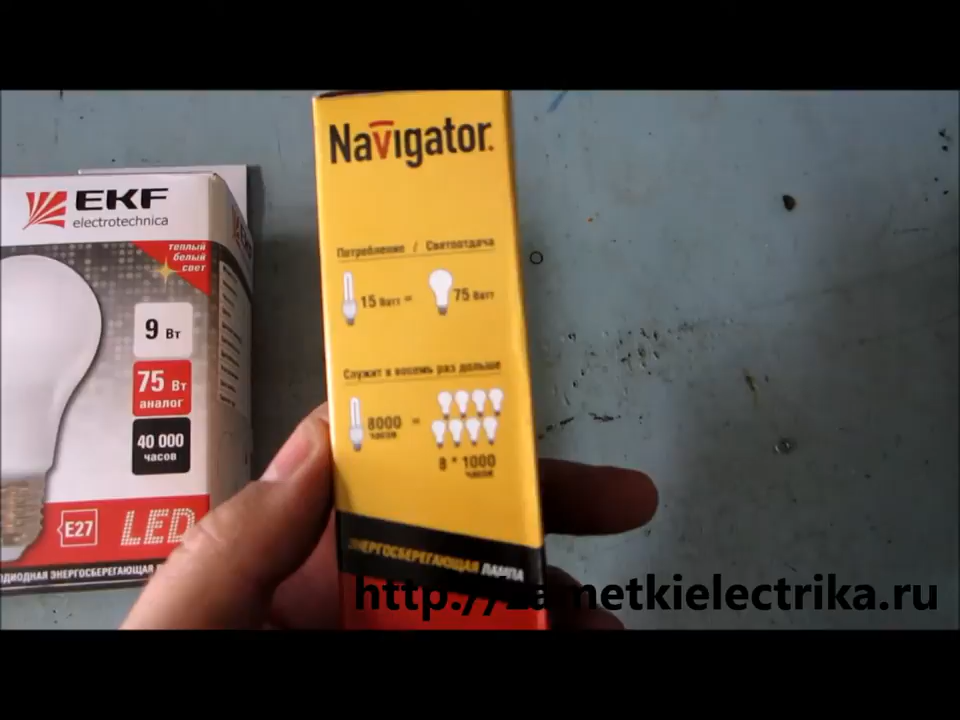 EKF
electrotechnica
теплый
белый
свет
9 Вт
75 Вт
аналог
40 000
часов
E27
LED
ЭНЕРГОСБЕРЕГАЮЩАЯ
Navigator.
Потребление / Светоотдача
15 Ватт = 75 Ватт
Служит в восемь раз дольше
8000 =
часов
8 * 1000
часов
ЭНЕРГОСБЕРЕГАЮЩАЯ ЛАМПА
http://zametkielectrika.ru